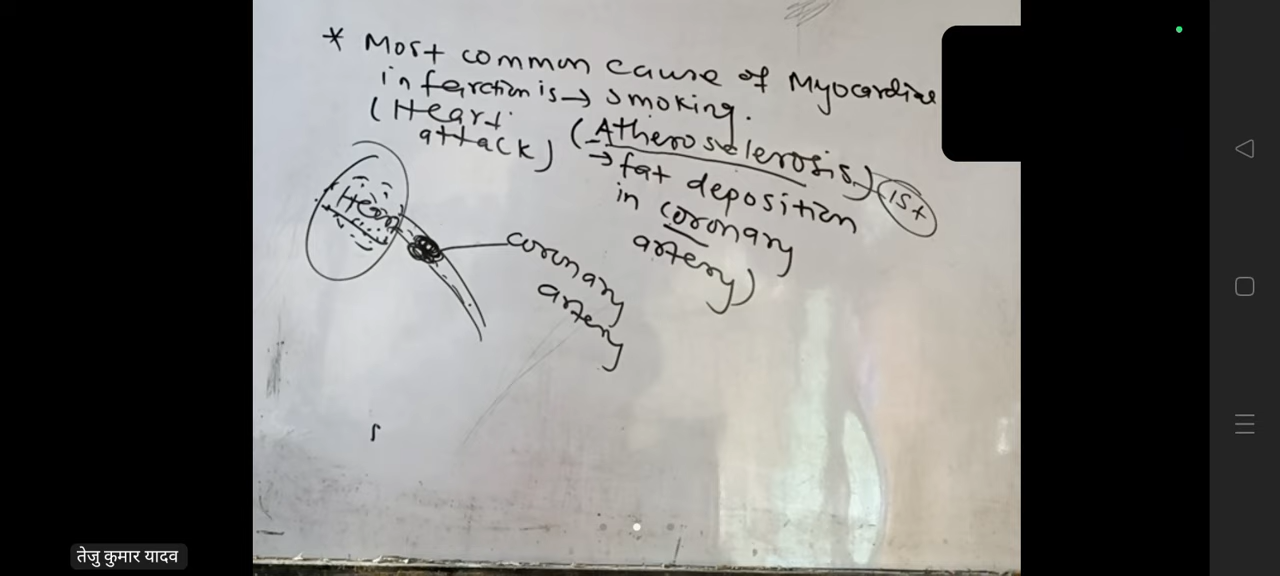 * Most common cause of Myocardial
infarction is → Smoking.
(Heart
attack)
(Atherosclerosis) 1st
→ fat deposition
in coronary
artery)
Heart
coronary
artery
तेजु कुमार यादव